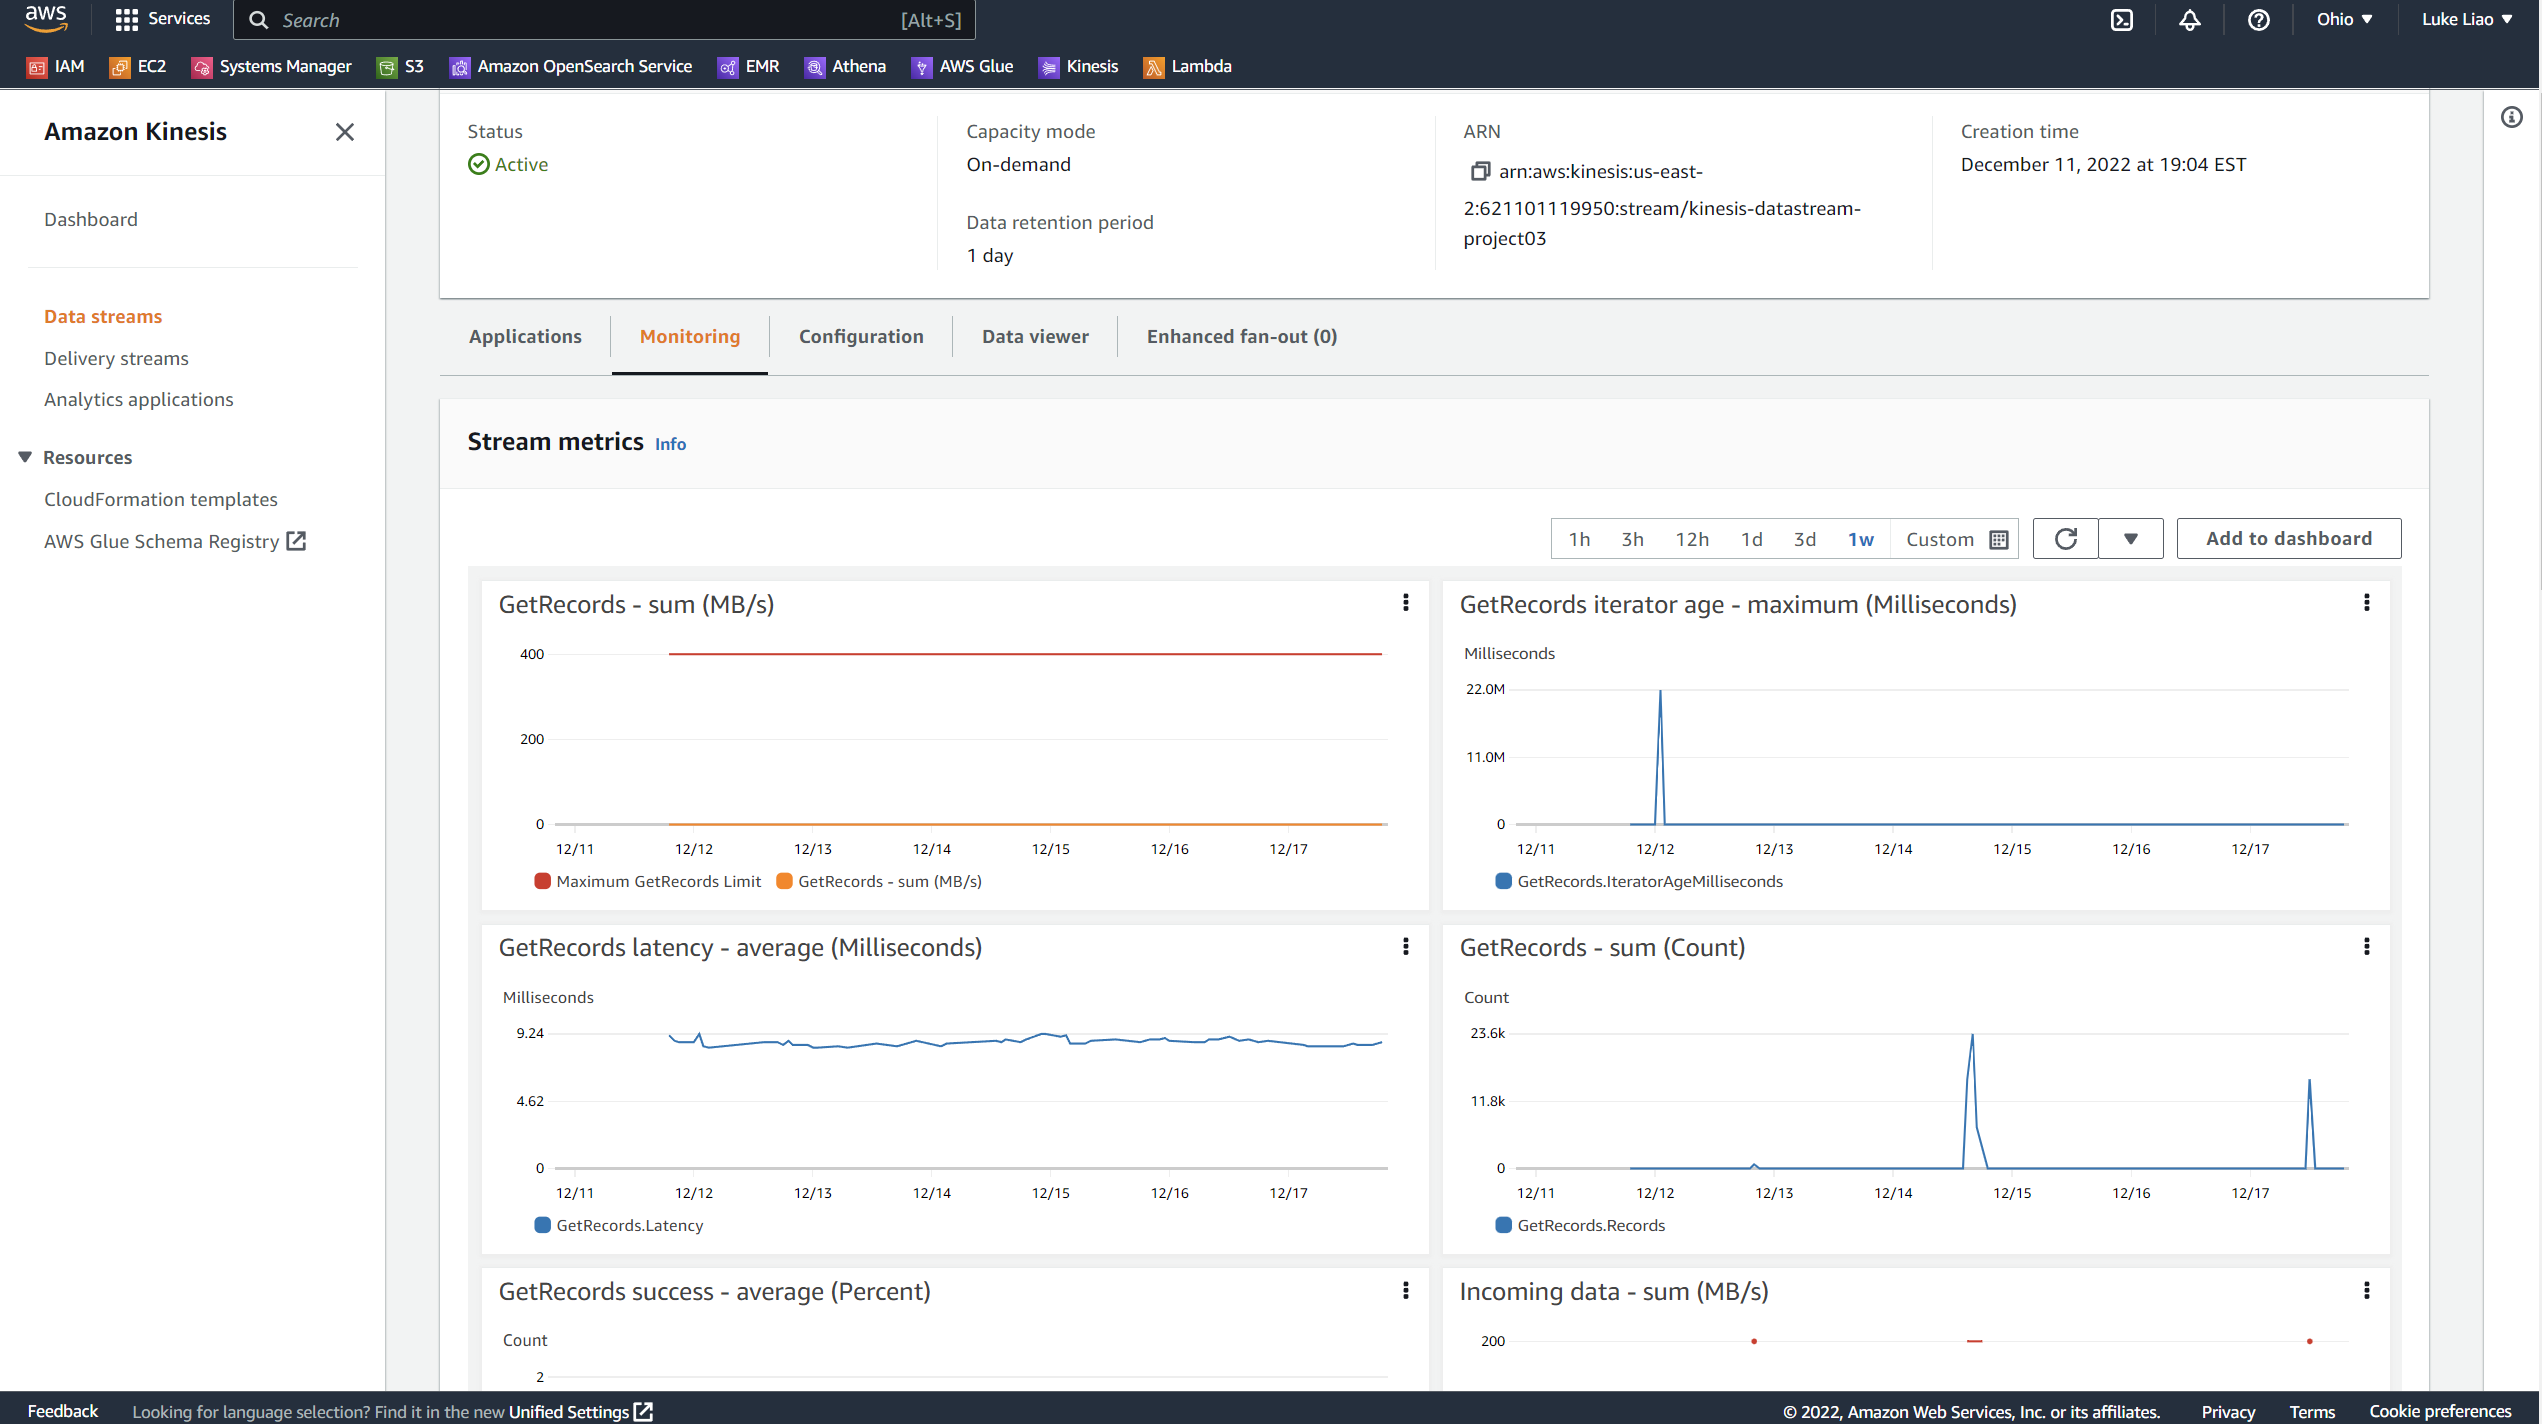 aws Services Search [Alt+S] Ohio ▼ Luke Liao ▼
IAM EC2 Systems Manager S3 Amazon OpenSearch Service EMR Athena AWS Glue Kinesis Lambda
Amazon Kinesis
Dashboard
Data streams
Delivery streams
Analytics applications
Resources
CloudFormation templates
AWS Glue Schema Registry
Status
Active
Capacity mode
On-demand
Data retention period
1 day
ARN
arn:aws:kinesis:us-east-
2:621101119950:stream/kinesis-datastream-
project03
Creation time
December 11, 2022 at 19:04 EST
Applications Monitoring Configuration Data viewer Enhanced fan-out (0)
Stream metrics Info
1h 3h 12h 1d 3d 1w Custom Add to dashboard
GetRecords - sum (MB/s)
400
200
0
12/11 12/12 12/13 12/14 12/15 12/16 12/17
Maximum GetRecords Limit GetRecords - sum (MB/s)
GetRecords iterator age - maximum (Milliseconds)
Milliseconds
22.0M
11.0M
0
12/11 12/12 12/13 12/14 12/15 12/16 12/17
GetRecords.IteratorAgeMilliseconds
GetRecords latency - average (Milliseconds)
Milliseconds
9.24
4.62
0
12/11 12/12 12/13 12/14 12/15 12/16 12/17
GetRecords.Latency
GetRecords - sum (Count)
Count
23.6k
11.8k
0
12/11 12/12 12/13 12/14 12/15 12/16 12/17
GetRecords.Records
GetRecords success - average (Percent)
Count
2
Incoming data - sum (MB/s)
200
Feedback Looking for language selection? Find it in the new Unified Settings © 2022, Amazon Web Services, Inc. or its affiliates. Privacy Terms Cookie preferences